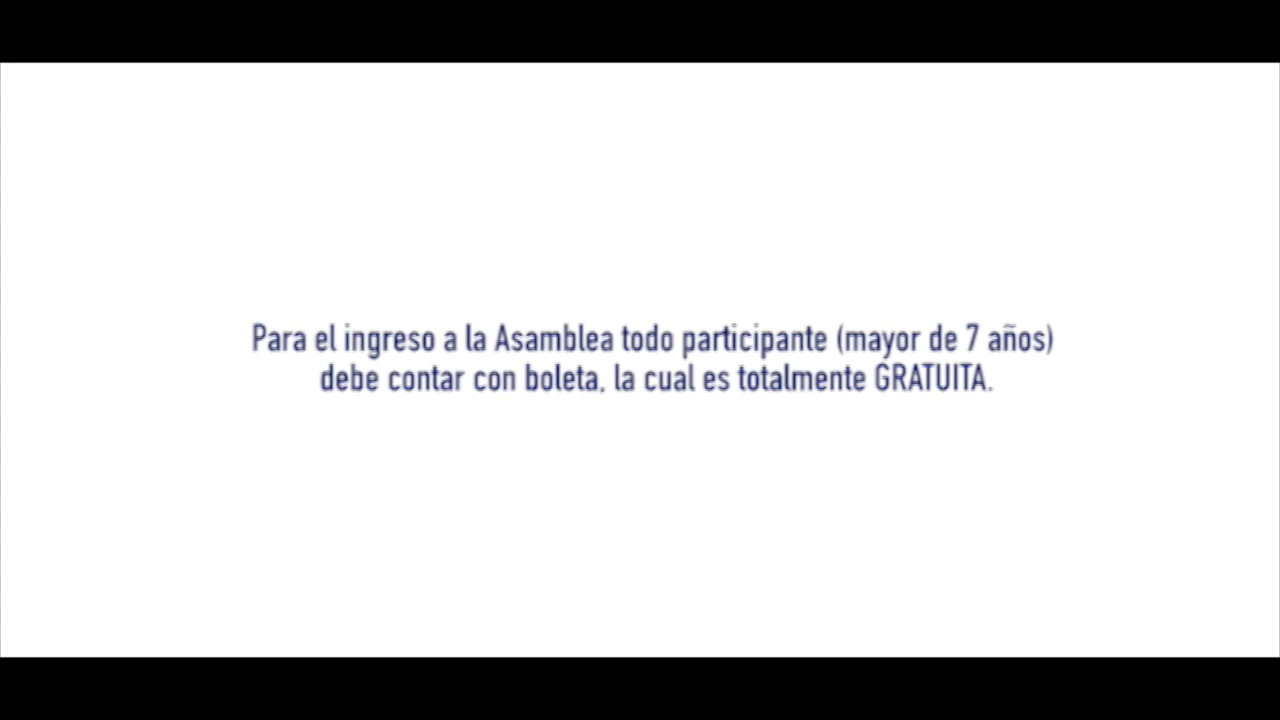 Para el ingreso a la Asamblea todo participante (mayor de 7 años)
debe contar con boleta, la cual es totalmente GRATUITA.